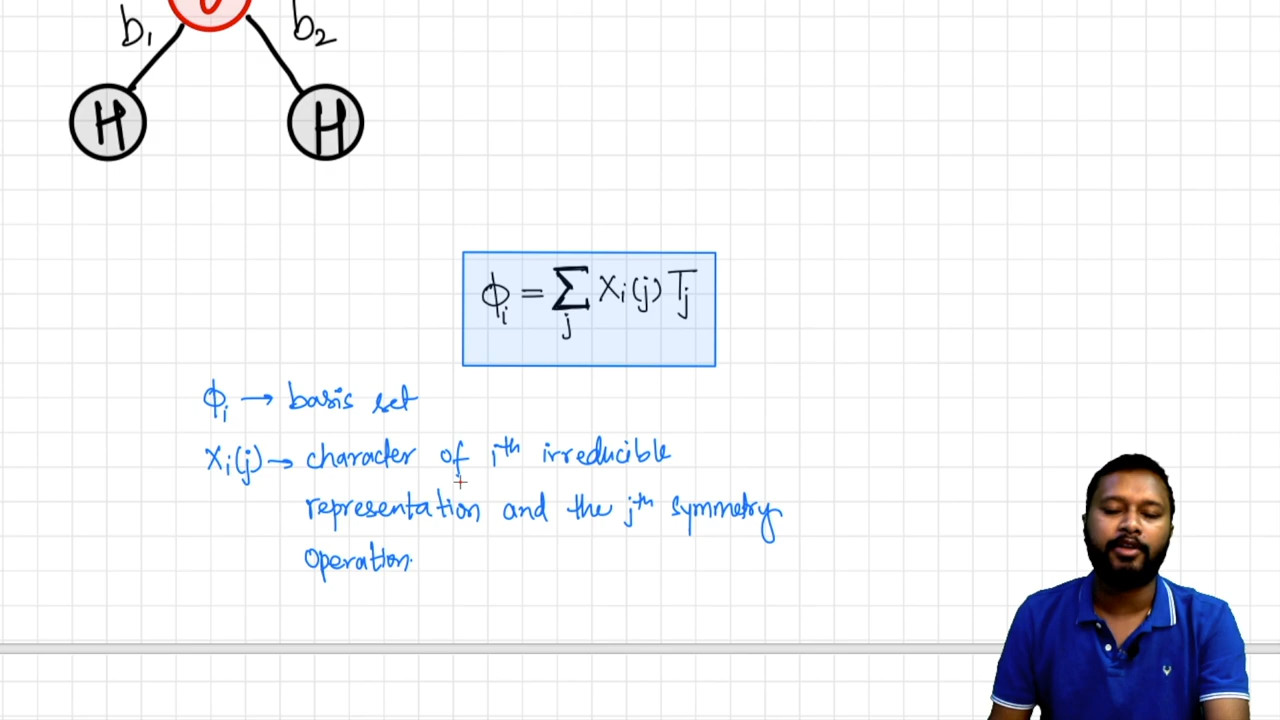 O
b₁ b₂
H H
ϕᵢ = Σⱼ χᵢ(j) Tⱼ
ϕᵢ → basis set
χᵢ(j) → character of iᵗʰ irreducible
representation and the jᵗʰ symmetry
operation.